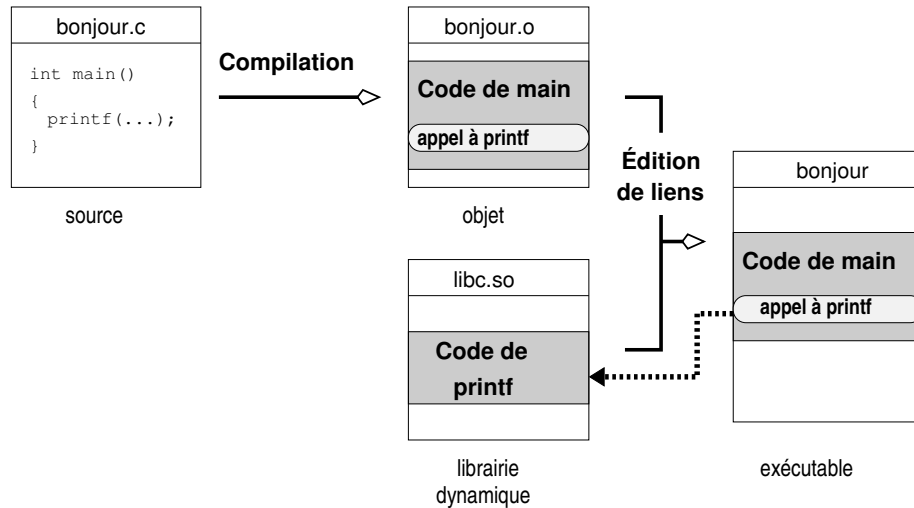 bonjour.c
int main()
{
printf(...);
}
source
Compilation
bonjour.o
Code de main
appel à printf
objet
libc.so
Code de
printf
librairie
dynamique
Édition
de liens
bonjour
Code de main
appel à printf
exécutable